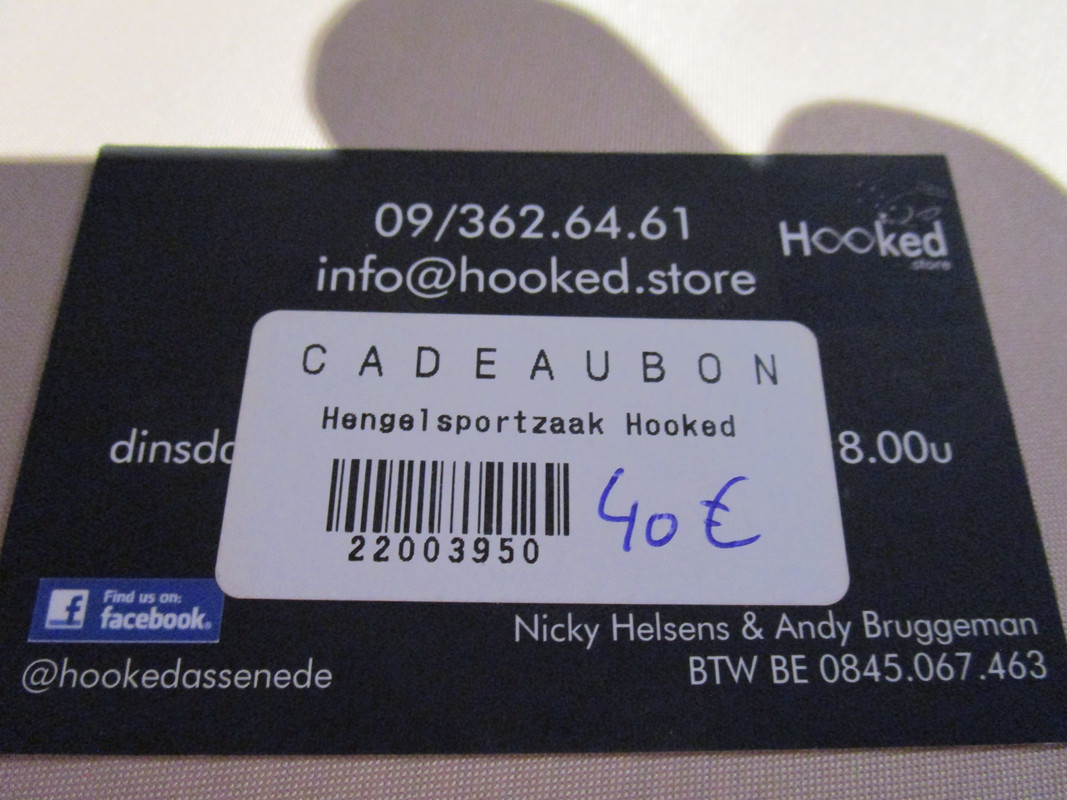 09/362.64.61
info@hooked.store
Hooked
.store
CADEAUBON
Hengelsportzaak Hooked
8.00u
22003950
40 €
f Find us on:
facebook.
@hookedassenede
Nicky Helsens & Andy Bruggeman
BTW BE 0845.067.463